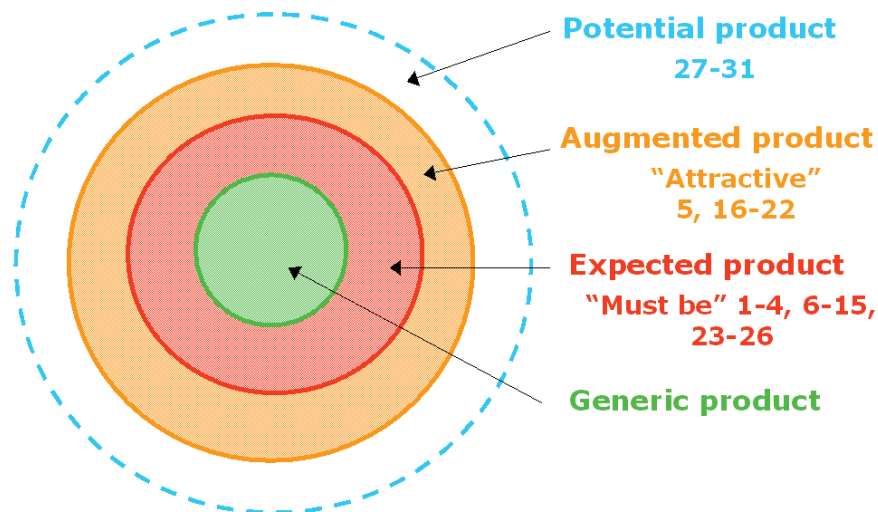 Potential product
27-31
Augmented product
“Attractive”
5, 16-22
Expected product
“Must be” 1-4, 6-15,
23-26
Generic product